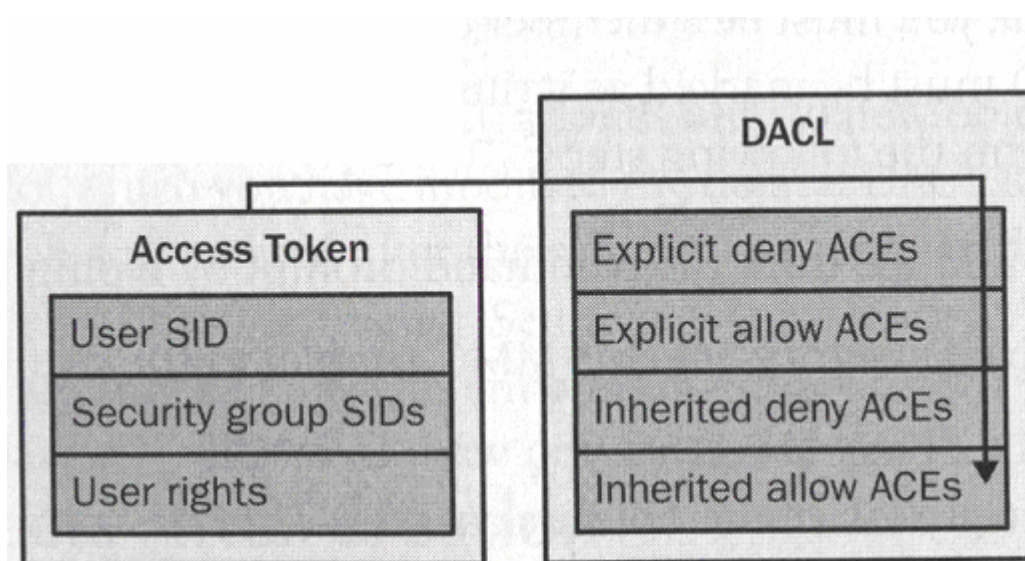 DACL
Access Token
User SID
Security group SIDs
User rights
Explicit deny ACEs
Explicit allow ACEs
Inherited deny ACEs
Inherited allow ACEs